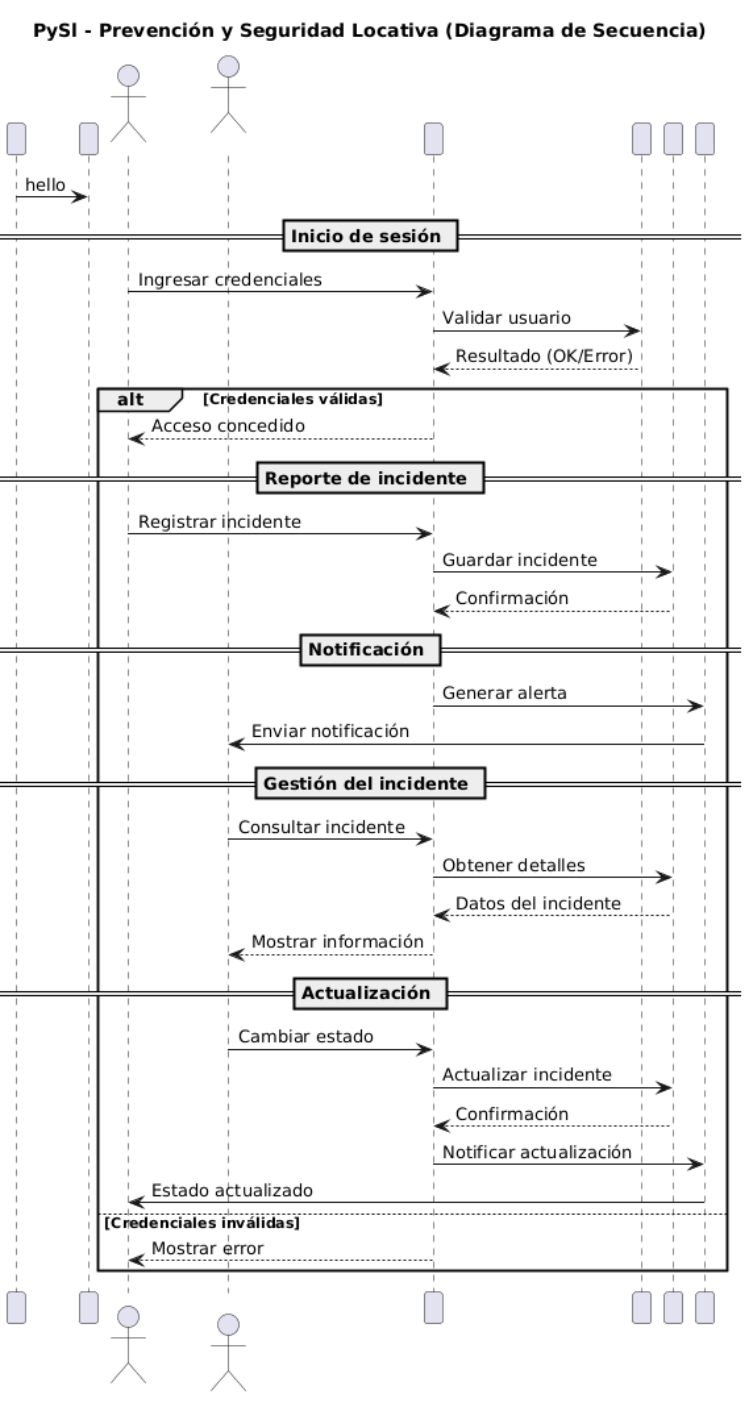 PySl - Prevención y Seguridad Locativa (Diagrama de Secuencia)
hello
Inicio de sesión
Ingresar credenciales
Validar usuario
Resultado (OK/Error)
alt [Credenciales válidas]
Acceso concedido
Reporte de incidente
Registrar incidente
Guardar incidente
Confirmación
Notificación
Generar alerta
Enviar notificación
Gestión del incidente
Consultar incidente
Obtener detalles
Datos del incidente
Mostrar información
Actualización
Cambiar estado
Actualizar incidente
Confirmación
Notificar actualización
Estado actualizado
[Credenciales inválidas]
Mostrar error